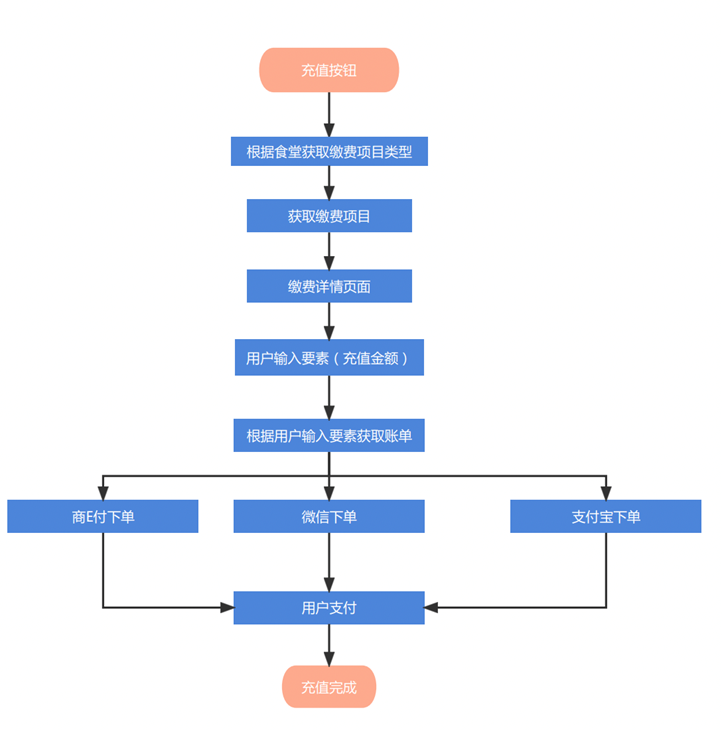 充值按钮
根据食堂获取缴费项目类型
获取缴费项目
缴费详情页面
用户输入要素（充值金额）
根据用户输入要素获取账单
商E付下单
微信下单
支付宝下单
用户支付
充值完成